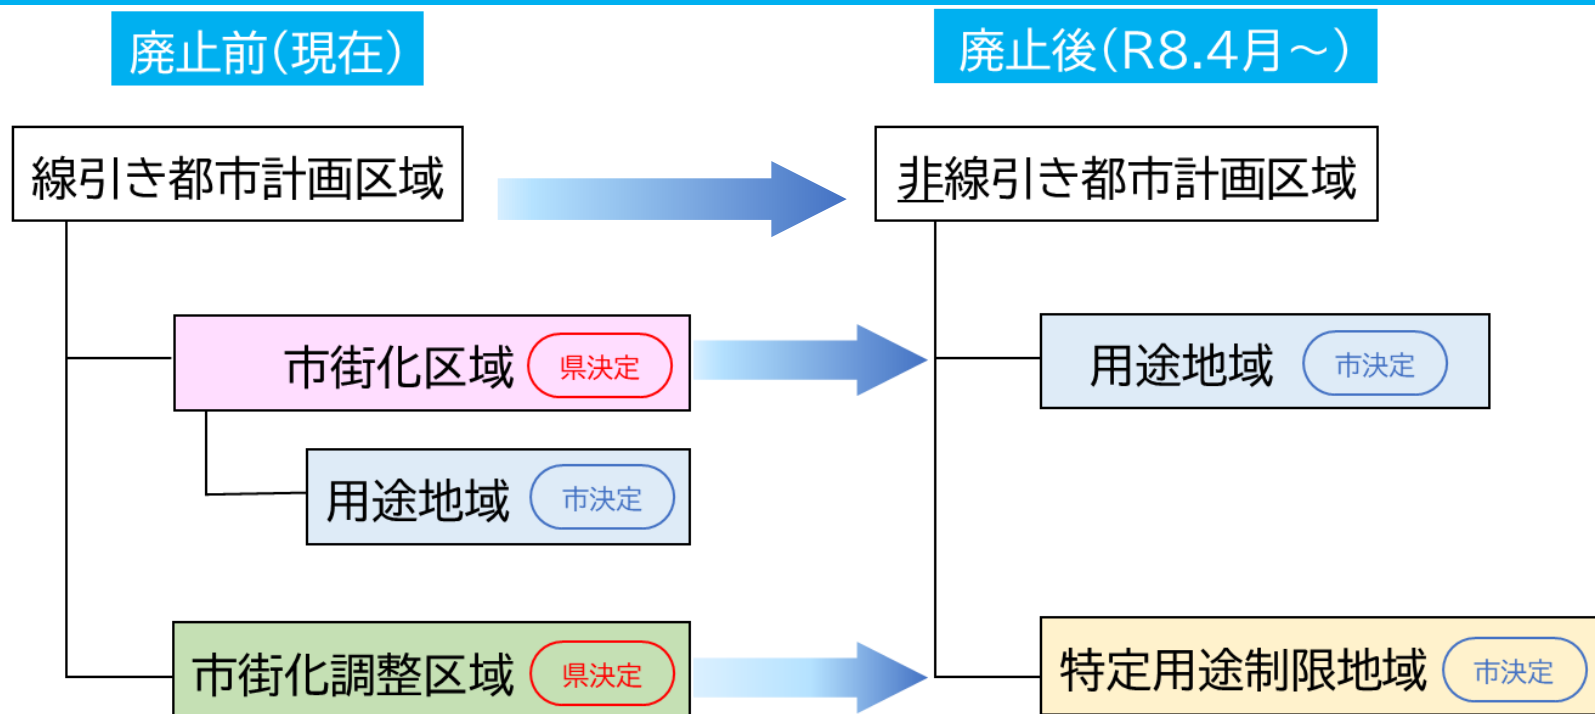 廃止前(現在)
廃止後(R8.4月～)
線引き都市計画区域
非線引き都市計画区域
市街化区域 県決定
用途地域 市決定
用途地域 市決定
市街化調整区域 県決定
特定用途制限地域 市決定